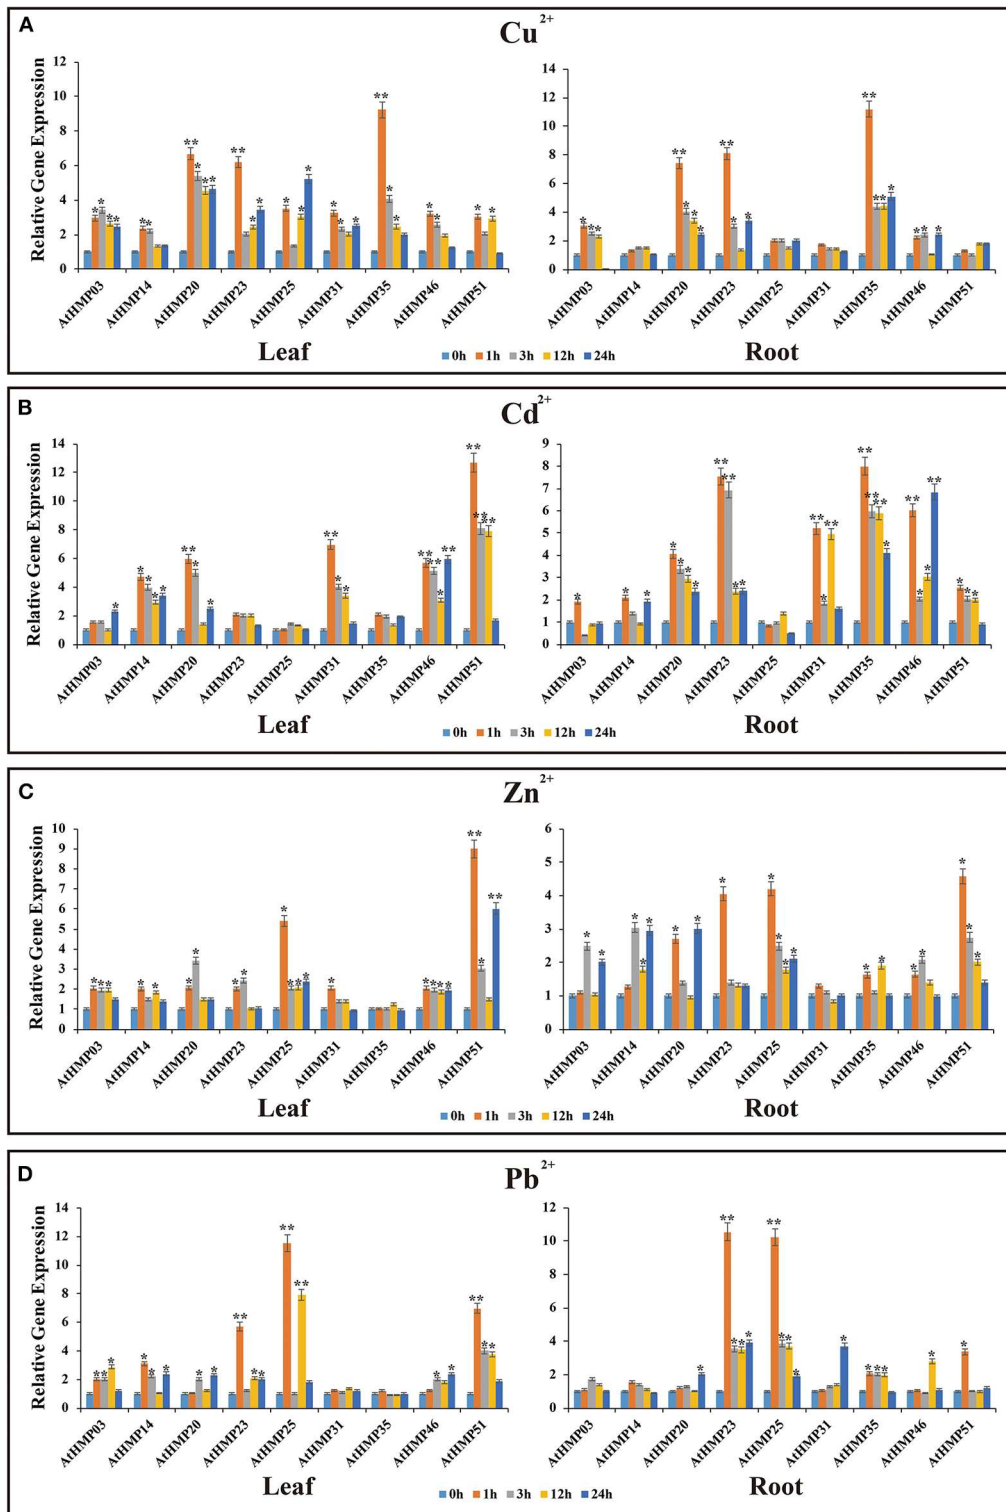 A
Cu2+
Relative Gene Expression
12
10
8
6
4
2
0
AtHMP03
AtHMP14
AtHMP20
AtHMP23
AtHMP25
AtHMP31
AtHMP35
AtHMP46
AtHMP51
Leaf
14
12
10
8
6
4
2
0
AtHMP03
AtHMP14
AtHMP20
AtHMP23
AtHMP25
AtHMP31
AtHMP35
AtHMP46
AtHMP51
Root
0h 1h 3h 12h 24h
B
Cd2+
Relative Gene Expression
14
12
10
8
6
4
2
0
AtHMP03
AtHMP14
AtHMP20
AtHMP23
AtHMP25
AtHMP31
AtHMP35
AtHMP46
AtHMP51
Leaf
9
8
7
6
5
4
3
2
1
0
AtHMP03
AtHMP14
AtHMP20
AtHMP23
AtHMP25
AtHMP31
AtHMP35
AtHMP46
AtHMP51
Root
0h 1h 3h 12h 24h
C
Zn2+
Relative Gene Expression
10
9
8
7
6
5
4
3
2
1
0
AtHMP03
AtHMP14
AtHMP20
AtHMP23
AtHMP25
AtHMP31
AtHMP35
AtHMP46
AtHMP51
Leaf
6
5
4
3
2
1
0
AtHMP03
AtHMP14
AtHMP20
AtHMP23
AtHMP25
AtHMP31
AtHMP35
AtHMP46
AtHMP51
Root
0h 1h 3h 12h 24h
D
Pb2+
Relative Gene Expression
14
12
10
8
6
4
2
0
AtHMP03
AtHMP14
AtHMP20
AtHMP23
AtHMP25
AtHMP31
AtHMP35
AtHMP46
AtHMP51
Leaf
12
10
8
6
4
2
0
AtHMP03
AtHMP14
AtHMP20
AtHMP23
AtHMP25
AtHMP31
AtHMP35
AtHMP46
AtHMP51
Root
0h 1h 3h 12h 24h